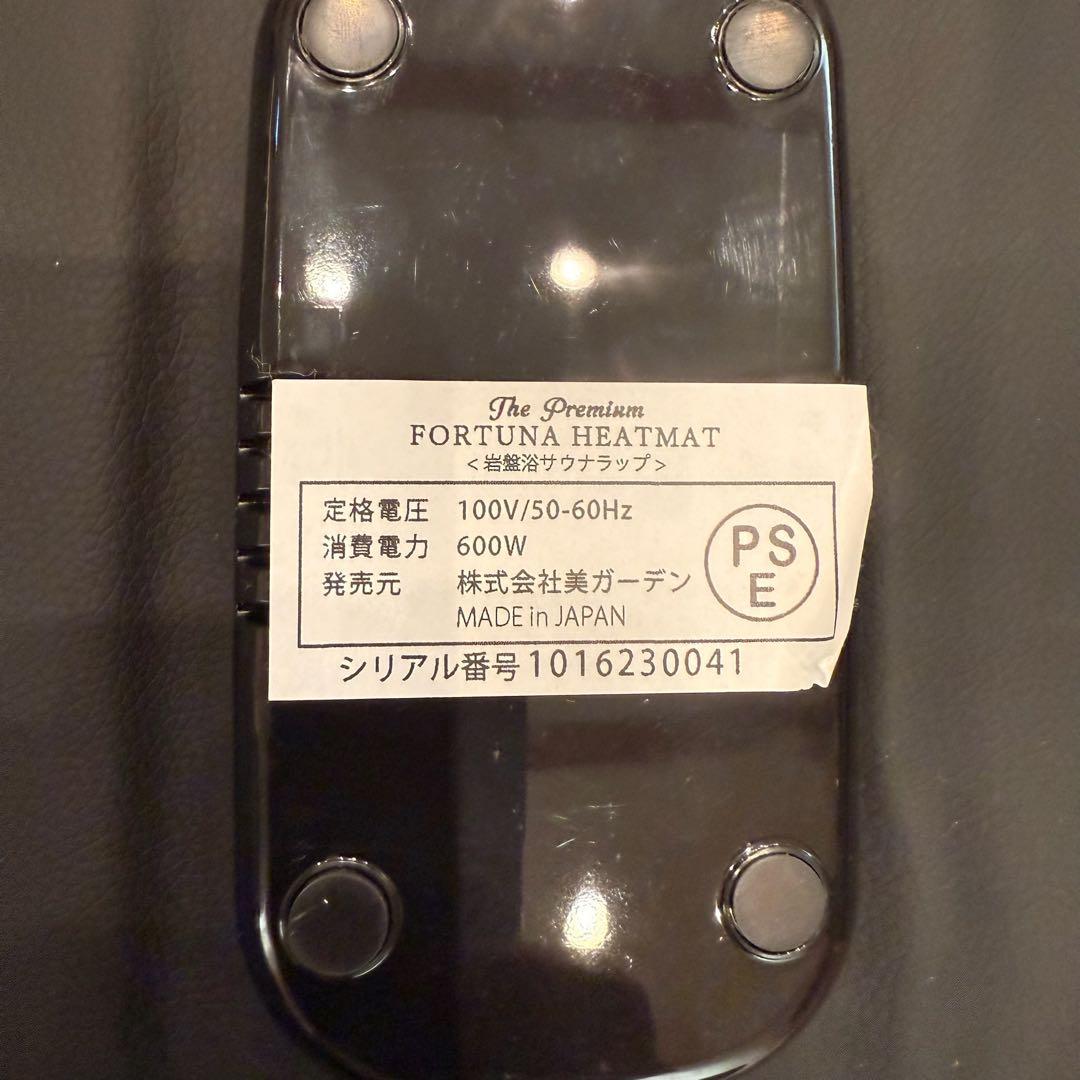 The Premium
FORTUNA HEATMAT
<岩盤浴サウナラップ>
定格電圧 100V/50-60Hz
消費電力 600W
発売元 株式会社美ガーデン
MADE in JAPAN
PS
E
シリアル番号1016230041